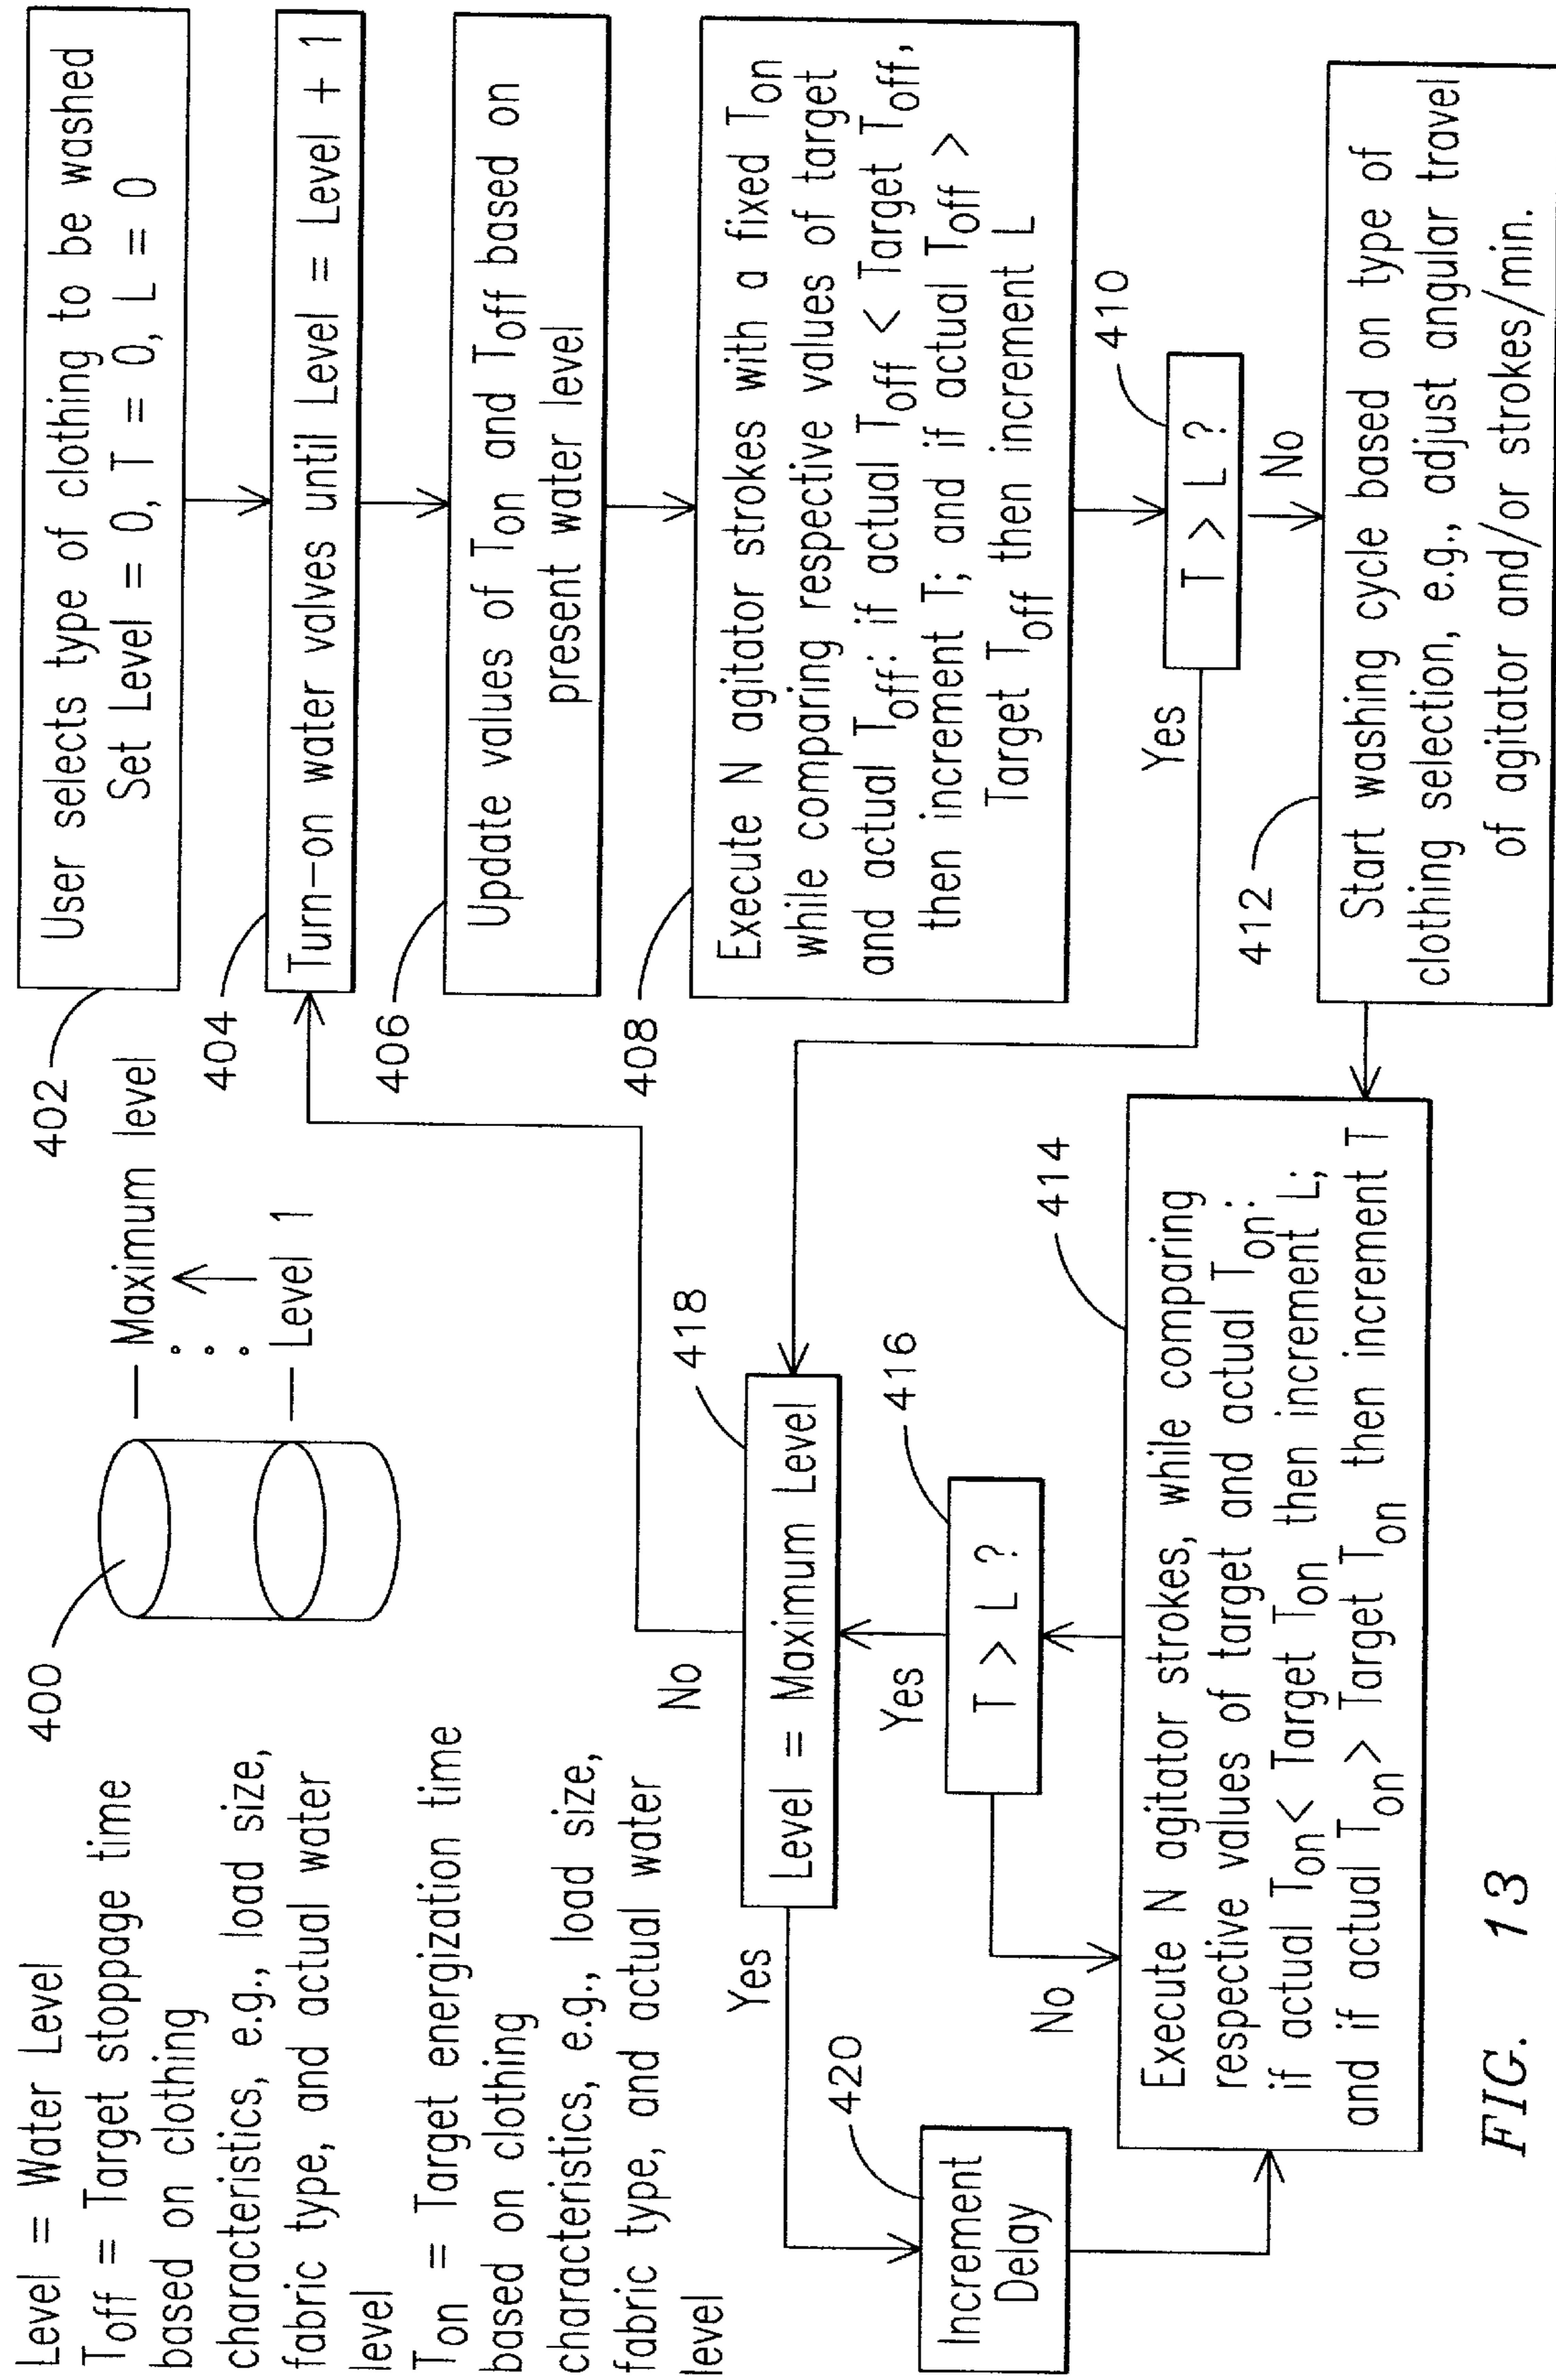 Level = Water Level
Toff = Target stoppage time
based on clothing
characteristics, e.g., load size,
fabric type, and actual water
level
Ton = Target energization time
based on clothing
characteristics, e.g., load size,
fabric type, and actual water
level
400
Maximum level
Level 1
402
User selects type of clothing to be washed
Set Level = 0, T = 0, L = 0
404
Turn-on water valves until Level = Level + 1
406
Update values of Ton and Toff based on
present water level
408
Execute N agitator strokes with a fixed Ton
while comparing respective values of target
and actual Toff: if actual Toff < Target Toff,
then increment T; and if actual Toff >
Target Toff then increment L
410
T > L ?
Yes
No
412
Start washing cycle based on type of
clothing selection, e.g., adjust angular travel
of agitator and/or strokes/min.
414
Execute N agitator strokes, while comparing
respective values of target and actual Ton:
if actual Ton < Target Ton then increment L;
and if actual Ton > Target Ton then increment T
416
T > L ?
Yes
No
418
Level = Maximum Level
No
Yes
420
Increment
Delay
FIG. 13